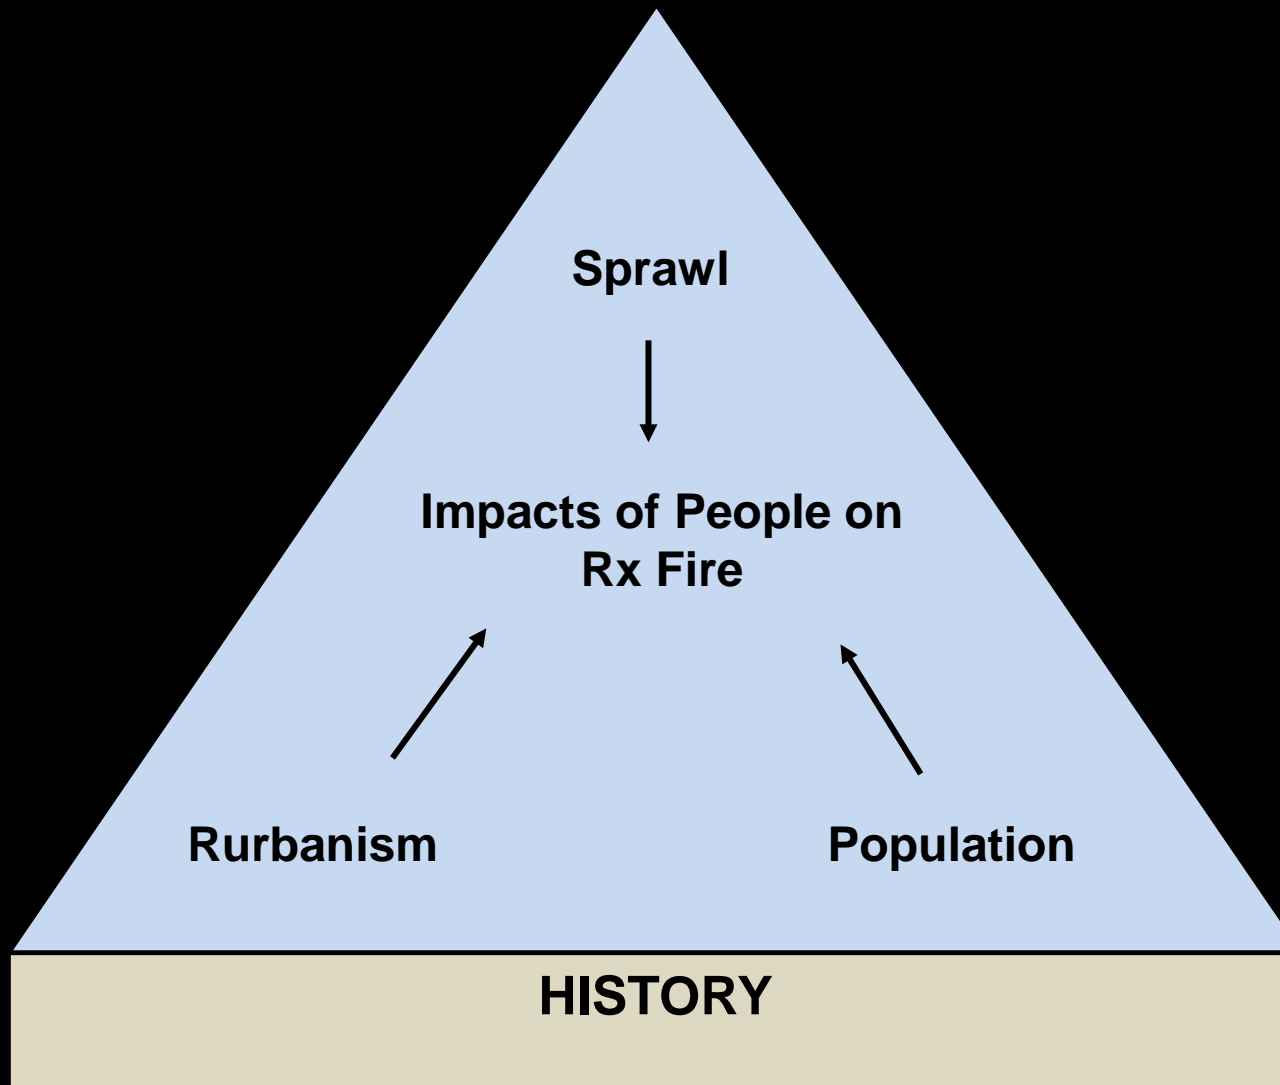 Sprawl
Impacts of People on
Rx Fire
Rurbanism
Population
HISTORY